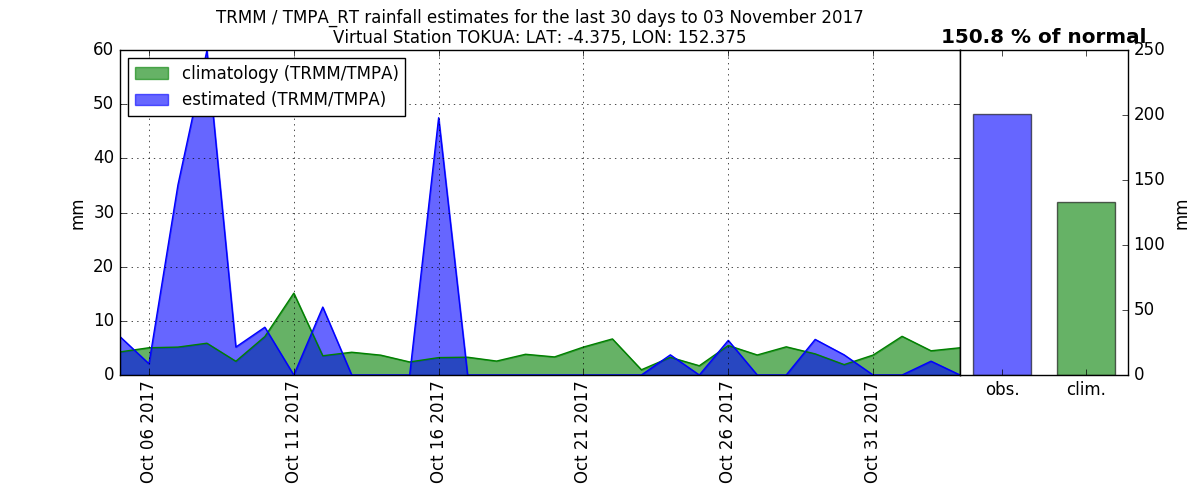 TRMM / TMPA_RT rainfall estimates for the last 30 days to 03 November 2017
Virtual Station TOKUA: LAT: -4.375, LON: 152.375
150.8 % of normal
climatology (TRMM/TMPA)
estimated (TRMM/TMPA)
60
50
40
30
20
10
0
mm
Oct 06 2017
Oct 11 2017
Oct 16 2017
Oct 21 2017
Oct 26 2017
Oct 31 2017
obs.
clim.
250
200
150
100
50
0
mm